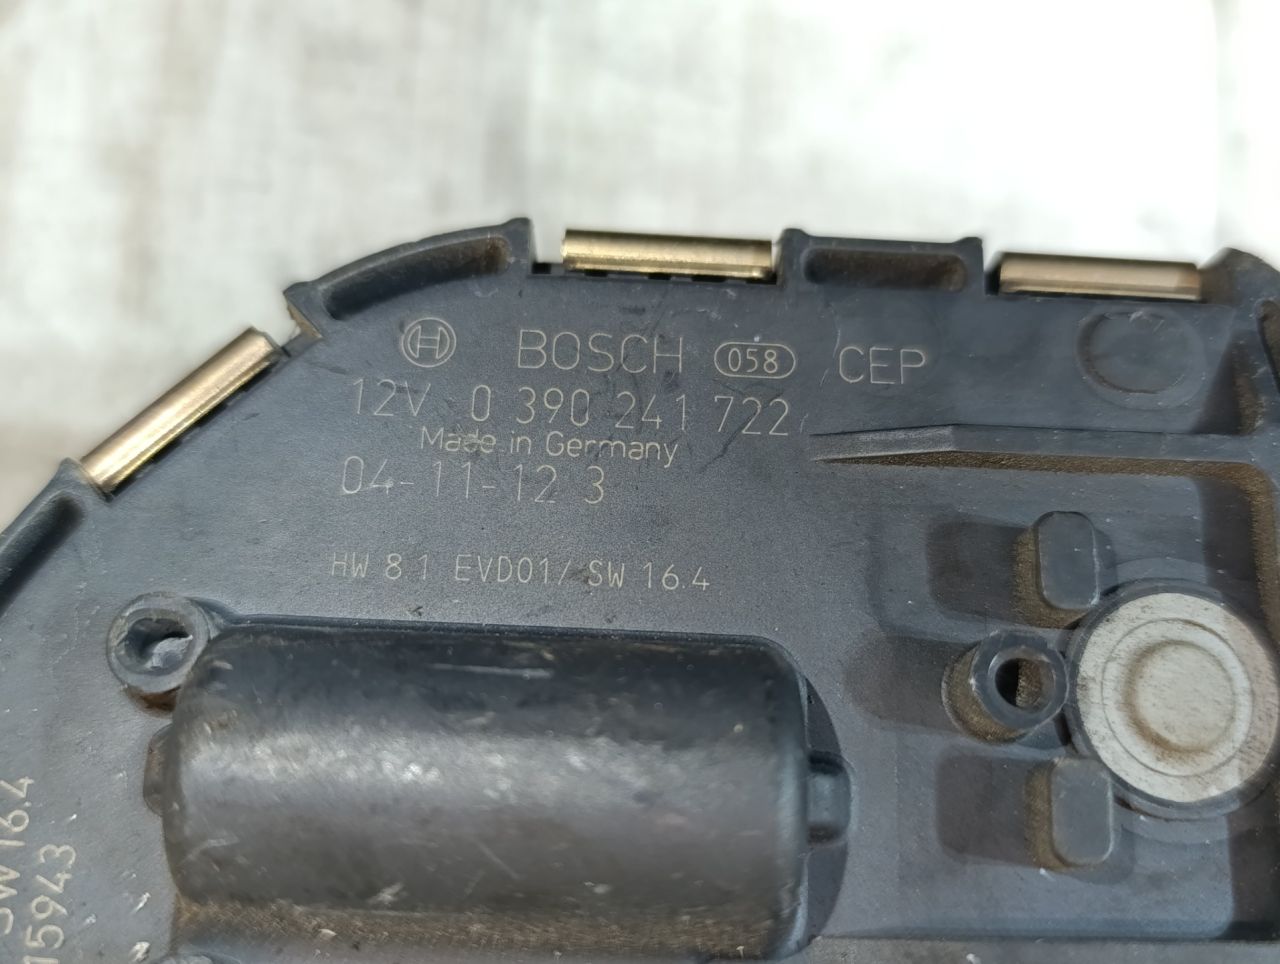 BOSCH 058 CEP
12V 0 390 241 722
Made in Germany
04-11-12 3
HW 8.1 EVD01/ SW 16.4
SW 16.4
15943